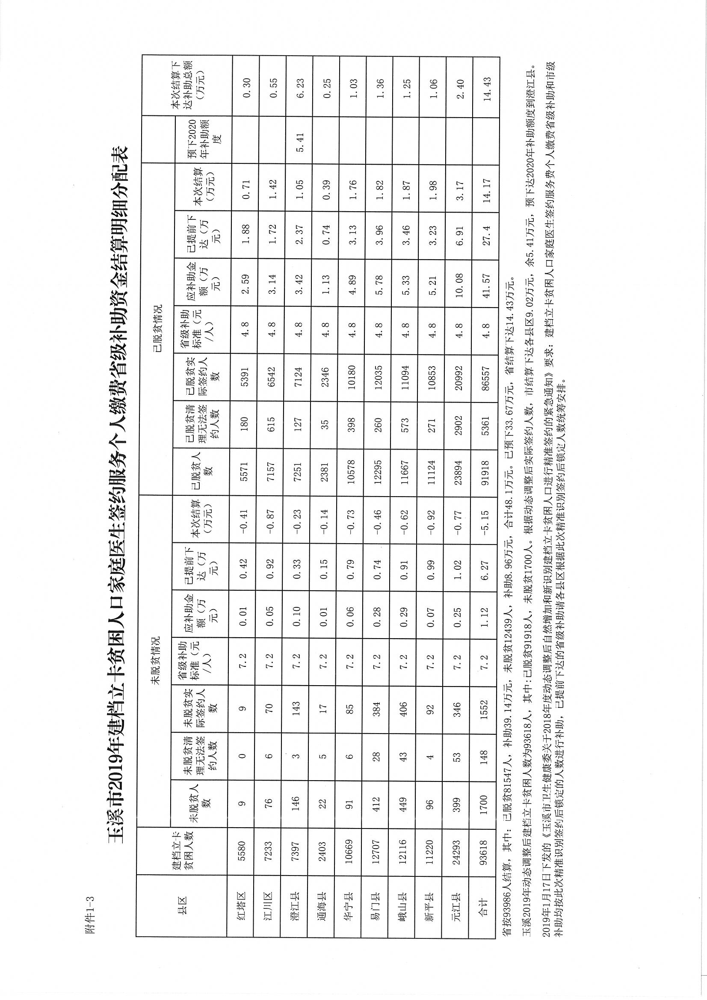 附件1-3
玉溪市2019年建档立卡贫困人口家庭医生签约服务个人缴费省级补助资金结算明细分配表
县区 建档立卡贫困人数 未脱贫情况 已脱贫情况 本次结算下达补助总额（万元）
未脱贫人数 未脱贫清理无法签约人数 未脱贫实际签约人数 省级补助标准（元/人） 应补助金额（万元） 已提前下达（万元） 本次结算（万元） 已脱贫人数 已脱贫清理无法签约人数 已脱贫实际签约人数 省级补助标准（元/人） 应补助金额（万元） 已提前下达（万元） 本次结算（万元） 预下2020年补助额度
红塔区 5580 9 0 9 7.2 0.01 0.42 -0.41 5571 180 5391 4.8 2.59 1.88 0.71 0.30
江川区 7233 76 6 70 7.2 0.05 0.92 -0.87 7157 615 6542 4.8 3.14 1.72 1.42 0.55
澄江县 7397 146 3 143 7.2 0.10 0.33 -0.23 7251 127 7124 4.8 3.42 2.37 1.05 5.41 6.23
通海县 2403 22 5 17 7.2 0.01 0.15 -0.14 2381 35 2346 4.8 1.13 0.74 0.39 0.25
华宁县 10669 91 6 85 7.2 0.06 0.79 -0.73 10578 398 10180 4.8 4.89 3.13 1.76 1.03
易门县 12707 412 28 384 7.2 0.28 0.74 -0.46 12295 260 12035 4.8 5.78 3.96 1.82 1.36
峨山县 12116 449 43 406 7.2 0.29 0.91 -0.62 11667 573 11094 4.8 5.33 3.46 1.87 1.25
新平县 11220 96 4 92 7.2 0.07 0.99 -0.92 11124 271 10853 4.8 5.21 3.23 1.98 1.06
元江县 24293 399 53 346 7.2 0.25 1.02 -0.77 23894 2902 20992 4.8 10.08 6.91 3.17 2.40
合计 93618 1700 148 1552 7.2 1.12 6.27 -5.15 91918 5361 86557 4.8 41.57 27.4 14.17 14.43
省按93986人结算，其中：已脱贫81547人，补助39.14万元，未脱贫12439人，补助8.96万元，合计48.1万元。已预下33.67万元，省结算下达14.43万元。
玉溪2019年动态调整后建档立卡贫困人数为93618人，其中:已脱贫91918人，未脱贫1700人。根据动态调整后实际签约人数，市结算下达各县区9.02万元，余5.41万元，预下达2020年补助额度到澄江县。
2019年1月17日下发的《玉溪市卫生健康委关于2018年度动态调整后自然增加和新识别建档立卡贫困人口进行精准签约的紧急通知》要求：建档立卡贫困人口家庭医生签约服务费个人缴费省级补助和市级
补助均按此次精准识别签约后锁定的人数进行补助，已提前下达的省级补助请各县区根据此次精准识别签约后锁定人数统筹安排。